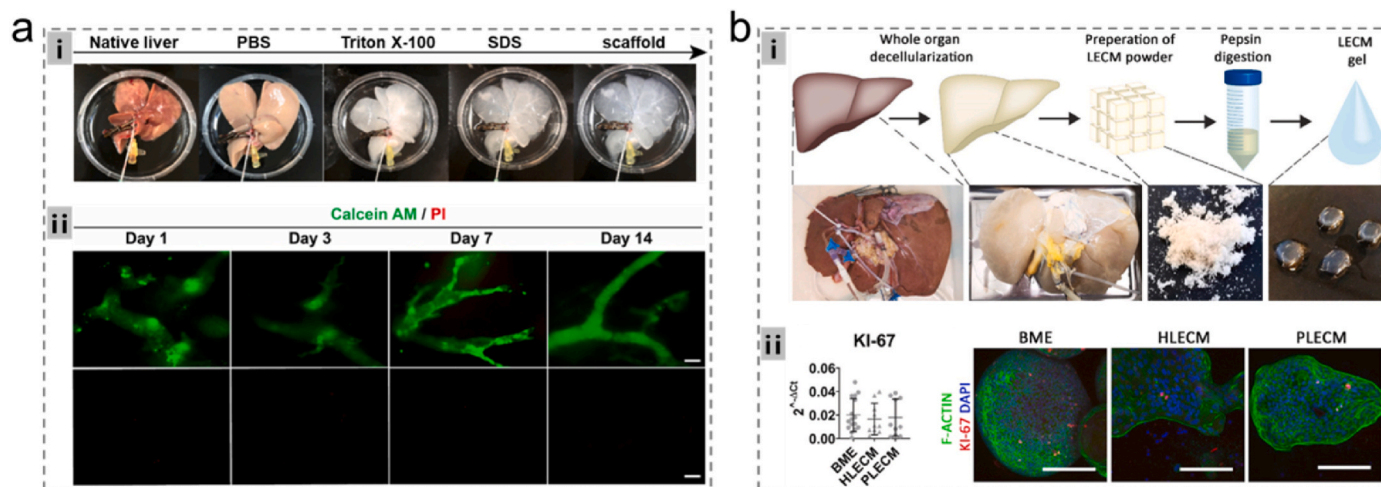 a
i
Native liver PBS Triton X-100 SDS scaffold
ii
Calcein AM / PI
Day 1 Day 3 Day 7 Day 14
b
i
Whole organ
decellularization
Preperation of
LECM powder
Pepsin
digestion
LECM
gel
ii
KI-67
2^-ΔCt
0.06
0.04
0.02
0.00
BME
HLECM
PLECM
F-ACTIN
KI-67 DAPI
BME HLECM PLECM